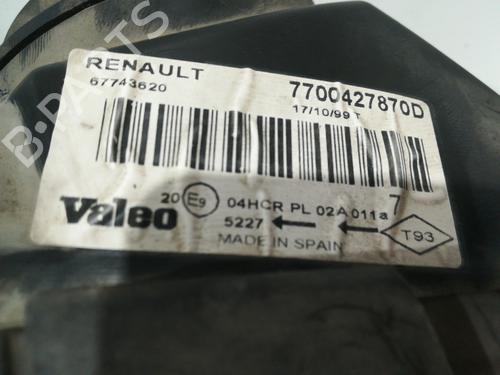 RENAULT
7700427870D
67743620
17/10/99 T
7
Valeo
20 E9 04HCR PL 02A 011a
5227
MADE IN SPAIN
T93
B-PARTS